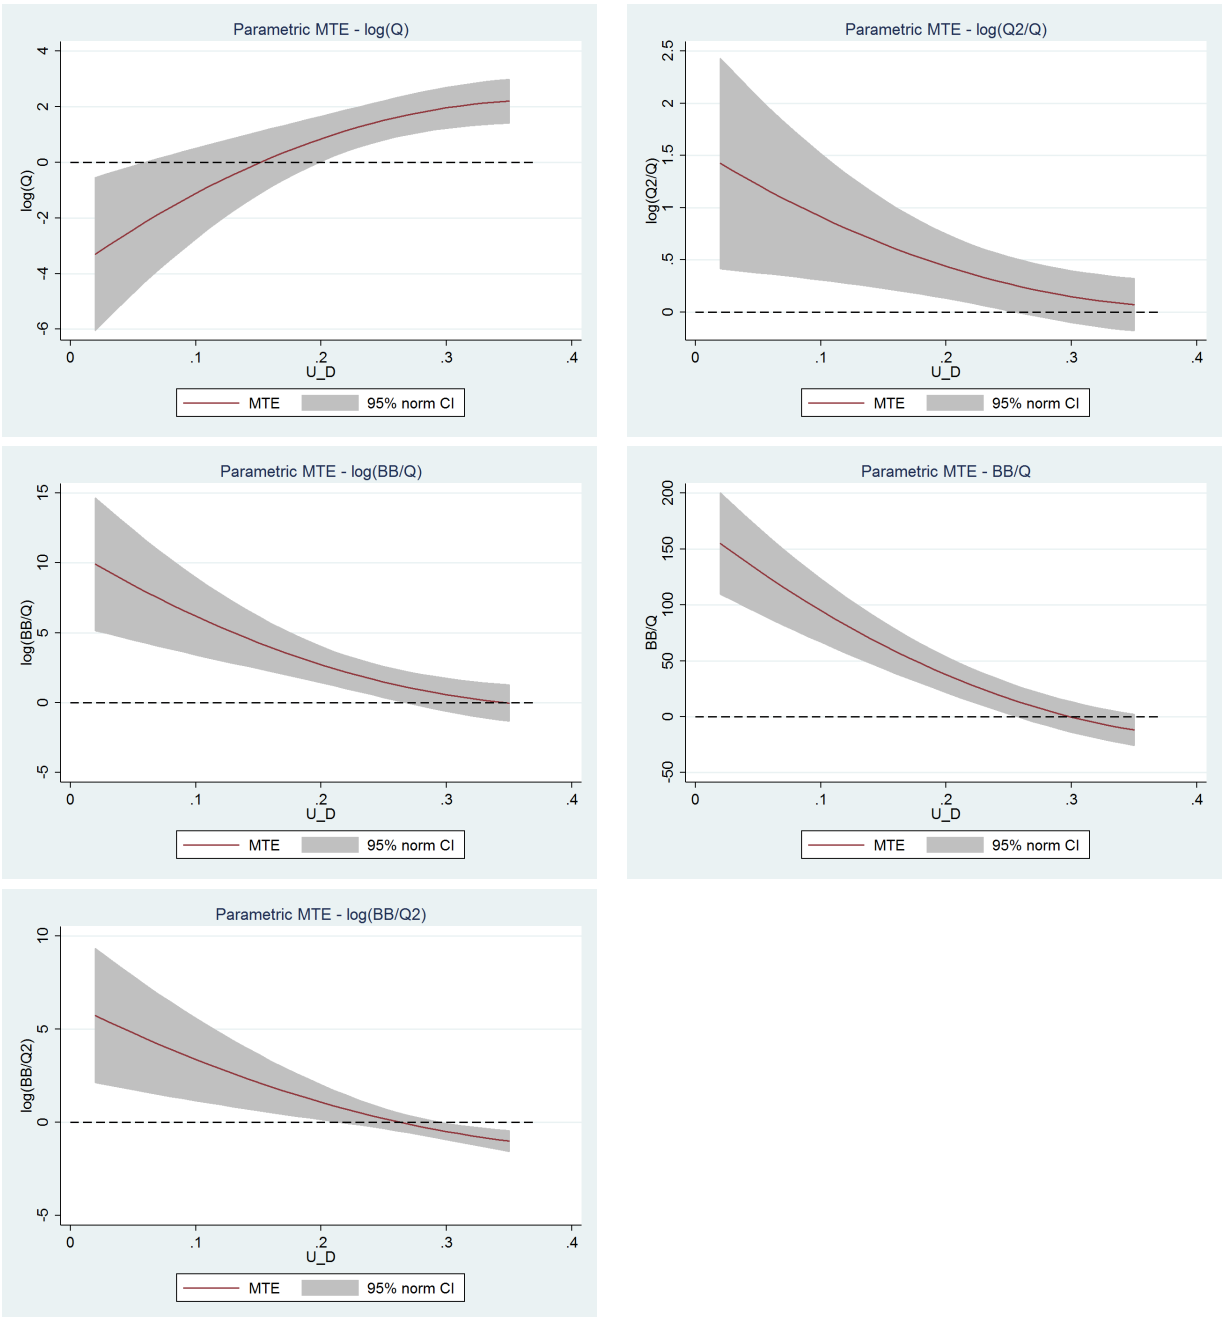 Parametric MTE - log(Q)
log(Q)
4
2
0
-2
-4
-6
0 .1 .2 .3 .4
U_D
MTE 95% norm CI
Parametric MTE - log(Q2/Q)
log(Q2/Q)
2.5
2
1.5
1
.5
0
0 .1 .2 .3 .4
U_D
MTE 95% norm CI
Parametric MTE - log(BB/Q)
log(BB/Q)
15
10
5
0
-5
0 .1 .2 .3 .4
U_D
MTE 95% norm CI
Parametric MTE - BB/Q
BB/Q
200
150
100
50
0
-50
0 .1 .2 .3 .4
U_D
MTE 95% norm CI
Parametric MTE - log(BB/Q2)
log(BB/Q2)
10
5
0
-5
0 .1 .2 .3 .4
U_D
MTE 95% norm CI